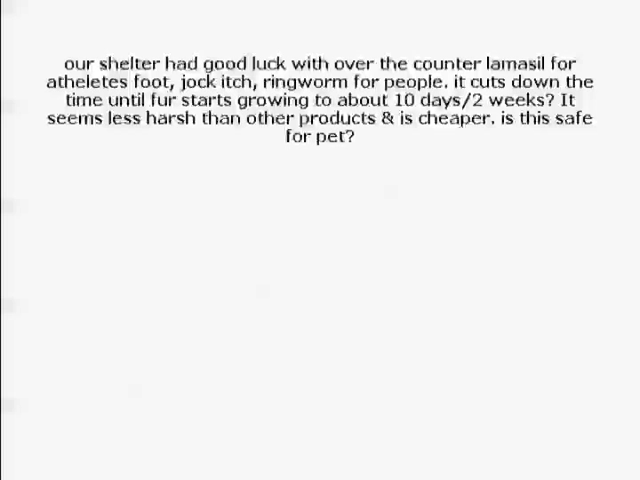 our shelter had good luck with over the counter lamasil for
atheletes foot, jock itch, ringworm for people. it cuts down the
time until fur starts growing to about 10 days/2 weeks? It
seems less harsh than other products & is cheaper. is this safe
for pet?